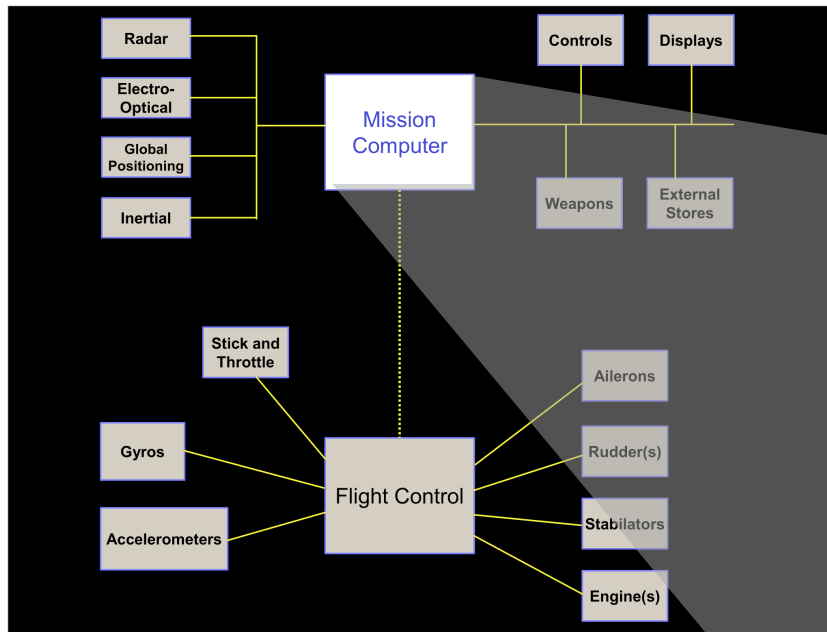 Radar
Electro-
Optical
Global
Positioning
Inertial
Mission
Computer
Controls
Displays
Weapons
External
Stores
Stick and
Throttle
Gyros
Accelerometers
Flight Control
Ailerons
Rudder(s)
Stabilators
Engine(s)